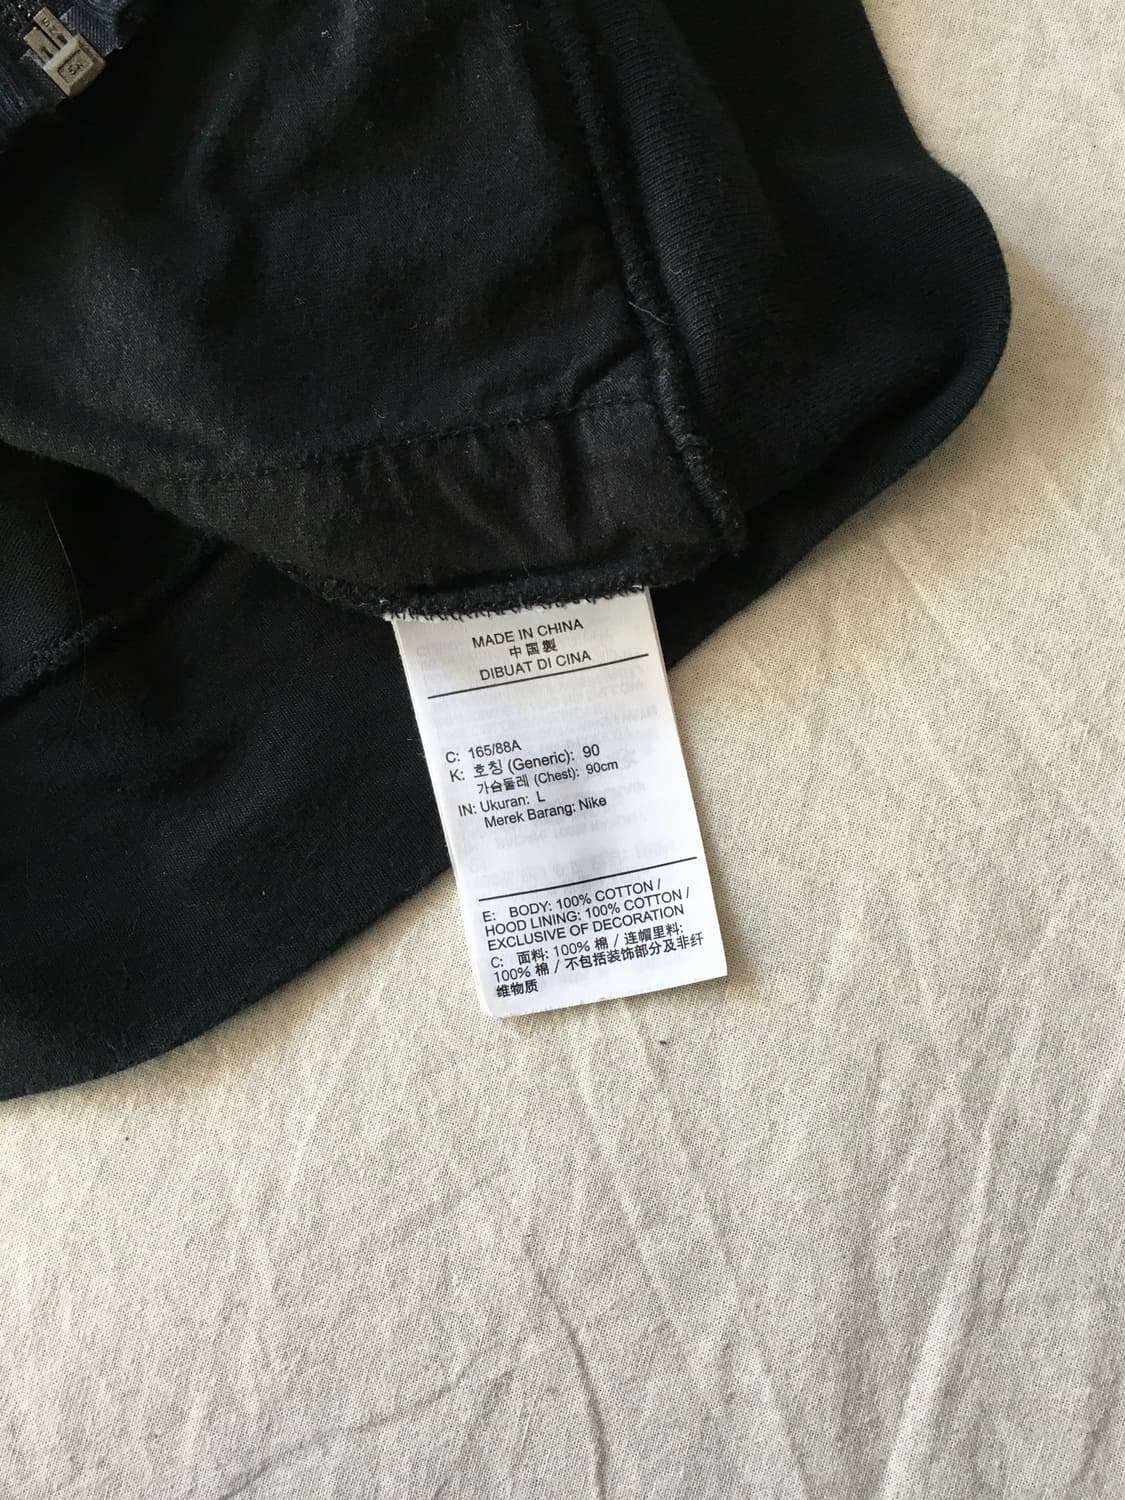 MADE IN CHINA
中国製
DIBUAT DI CINA
C: 165/88A
K: 호칭 (Generic): 90
가슴둘레 (Chest): 90cm
IN: Ukuran: L
Merek Barang: Nike
E: BODY: 100% COTTON /
HOOD LINING: 100% COTTON /
EXCLUSIVE OF DECORATION
C: 面料: 100% 棉 / 连帽里料:
100% 棉 / 不包括装饰部分及非纤
维物质